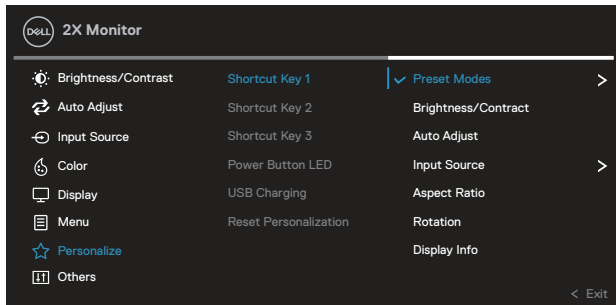 DELL 2X Monitor
Brightness/Contrast Shortcut Key 1 Preset Modes >
Auto Adjust Shortcut Key 2 Brightness/Contract
Input Source Shortcut Key 3 Auto Adjust
Color Power Button LED Input Source >
Display USB Charging Aspect Ratio
Menu Reset Personalization Rotation
Personalize Display Info
Others
< Exit